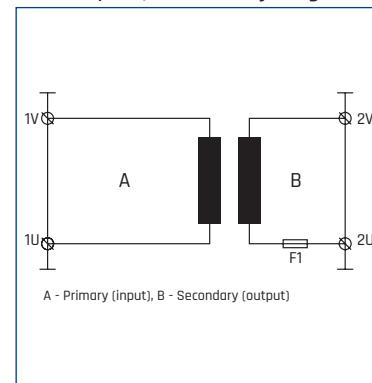 1V 2V
A B
1U 2U
F1
A - Primary (input), B - Secondary (output)